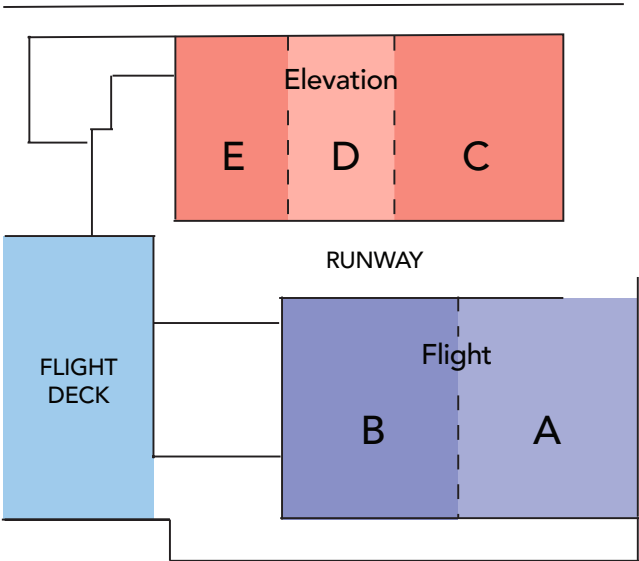 Elevation
E D C
RUNWAY
FLIGHT
DECK
Flight
B A